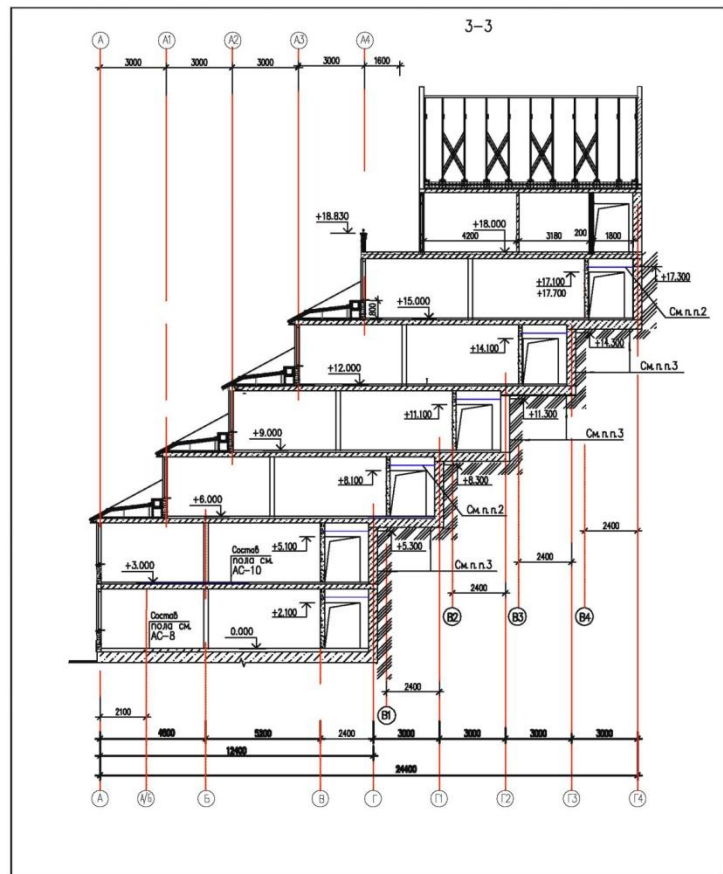 3-3
А А1 А2 А3 А4
3000 3000 3000 3000 1600
+18.830
+18.000
4200 3180 200 1800
+17.100
+17.700
+17.300
См.п.п.2
800
+15.000
+14.100
+14.300
См.п.п.3
+12.000
+11.100
+11.300
См.п.п.3
+9.000
+8.100
+8.300
См.п.п.2
+6.000
+5.100
+5.300
См.п.п.3
Состав
пола см.
АС-10
+3.000
2400
2400
2400
В2 В3 В4
+2.100
Состав
пола см.
АС-8
0.000
2400
В1
2100
4800 5200 2400 3000 3000 3000 3000
12400
24400
А А/Б Б В Г Г1 Г2 Г3 Г4